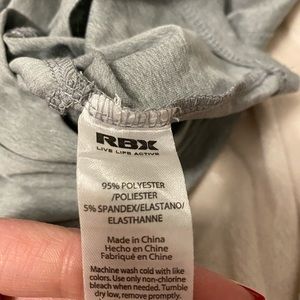 RBX
LIVE LIFE ACTIVE
95% POLYESTER
/POLIESTER
5% SPANDEX/ELASTANO/
ELASTHANNE
Made in China
Hecho en Chine
Fabriqué en Chine
Machine wash cold with like
colors. Use only non-chlorine
bleach when needed. Tumble
dry low, remove promptly.